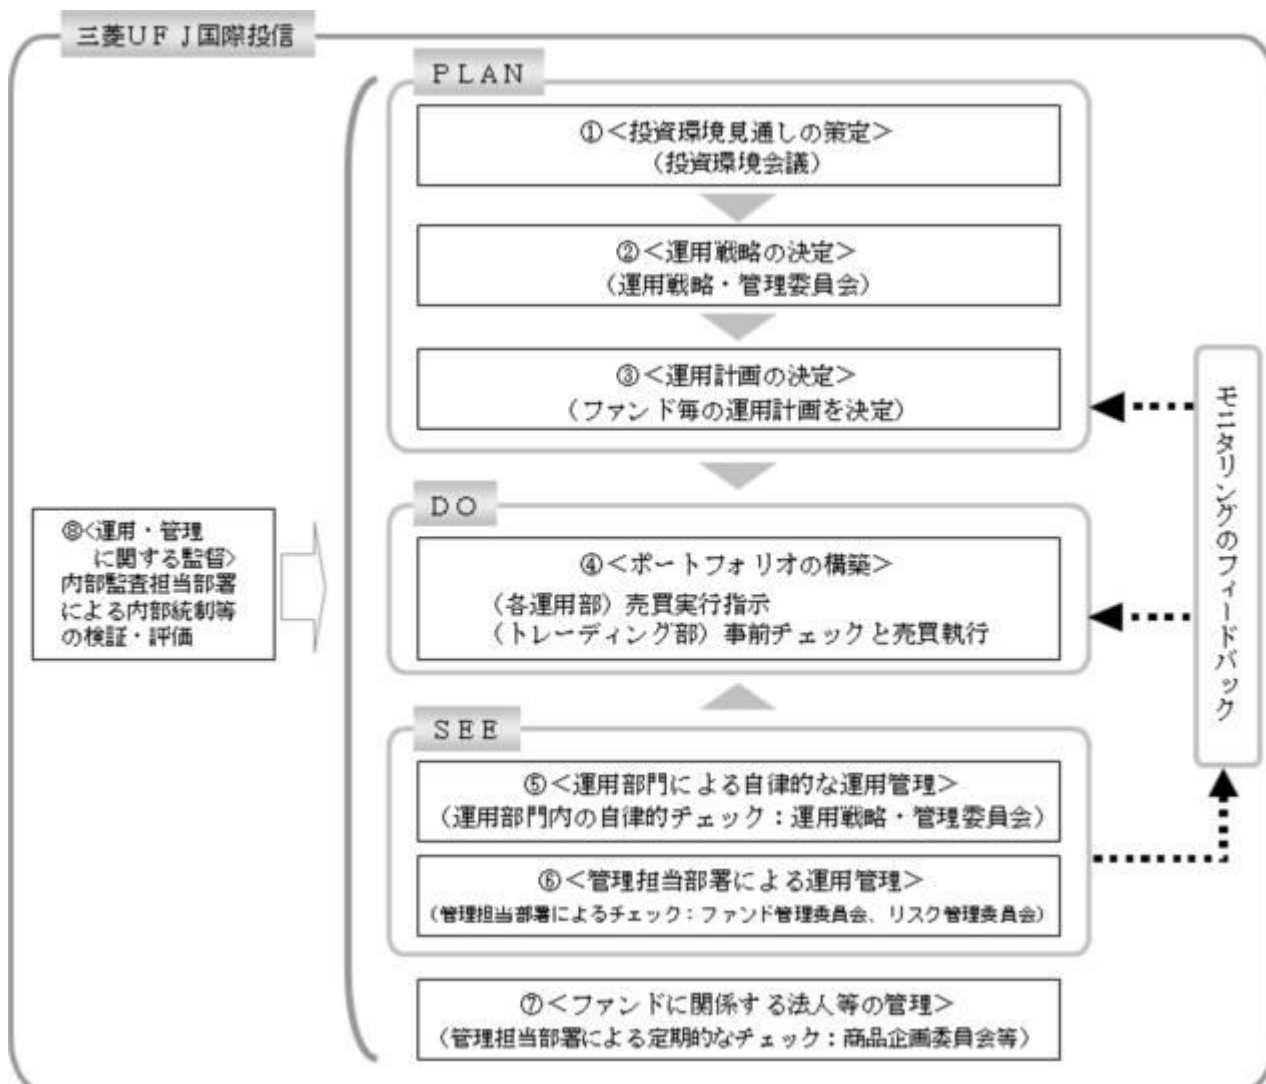 三菱ＵＦＪ国際投信
ＰＬＡＮ
①＜投資環境見通しの策定＞
（投資環境会議）
②＜運用戦略の決定＞
（運用戦略・管理委員会）
③＜運用計画の決定＞
（ファンド毎の運用計画を決定）
ＤＯ
④＜ポートフォリオの構築＞
（各運用部）売買実行指示
（トレーディング部）事前チェックと売買執行
ＳＥＥ
⑤＜運用部門による自律的な運用管理＞
（運用部門内の自律的チェック：運用戦略・管理委員会）
⑥＜管理担当部署による運用管理＞
（管理担当部署によるチェック：ファンド管理委員会、リスク管理委員会）
⑦＜ファンドに関係する法人等の管理＞
（管理担当部署による定期的なチェック：商品企画委員会等）
⑧＜運用・管理
に関する監督＞
内部監査担当部署
による内部統制等
の検証・評価
モニタリングのフィードバック